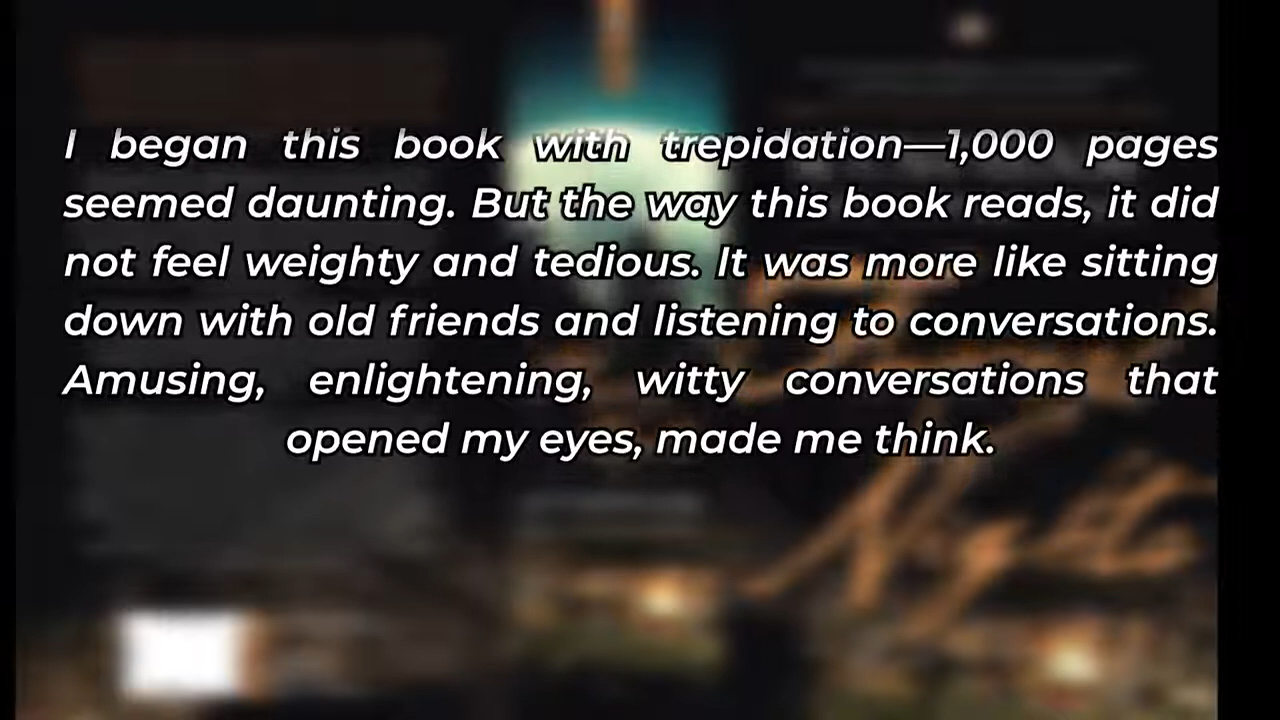 I began this book with trepidation—1,000 pages
seemed daunting. But the way this book reads, it did
not feel weighty and tedious. It was more like sitting
down with old friends and listening to conversations.
Amusing, enlightening, witty conversations that
opened my eyes, made me think.